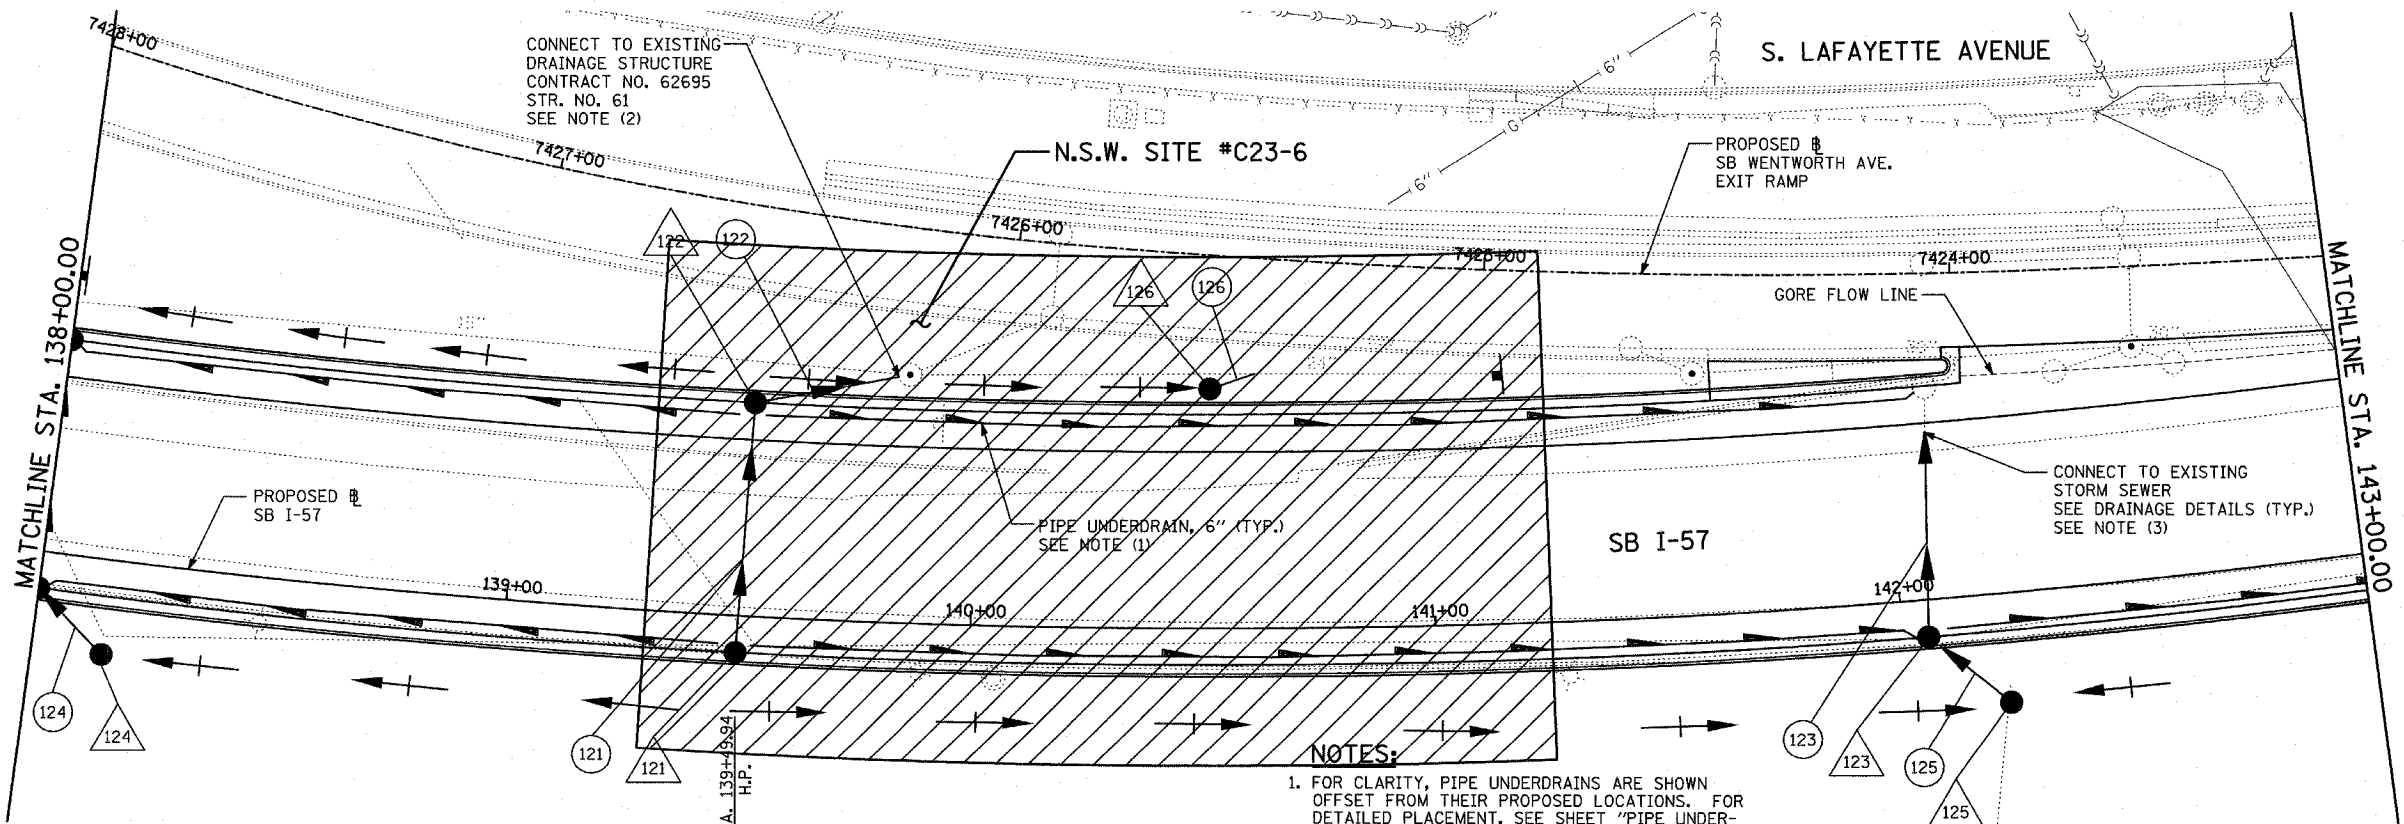 7428+00
CONNECT TO EXISTING
DRAINAGE STRUCTURE
CONTRACT NO. 62695
STR. NO. 61
SEE NOTE (2)
6"
G
6"
S. LAFAYETTE AVENUE
7427+00
N.S.W. SITE #C23-6
PROPOSED
SB WENTWORTH AVE.
EXIT RAMP
7426+00
7425+00
7424+00
122
122
126
126
GORE FLOW LINE
MATCHLINE STA. 138+00.00
MATCHLINE STA. 143+00.00
PROPOSED
SB I-57
PIPE UNDERDRAIN, 6" (TYP.)
SEE NOTE (1)
SB I-57
CONNECT TO EXISTING
STORM SEWER
SEE DRAINAGE DETAILS (TYP.)
SEE NOTE (3)
139+00
140+00
141+00
142+00
124
124
121
121
A. 139+49.94
H.P.
123
123
125
125
NOTES:
1. FOR CLARITY, PIPE UNDERDRAINS ARE SHOWN
OFFSET FROM THEIR PROPOSED LOCATIONS. FOR
DETAILED PLACEMENT, SEE SHEET "PIPE UNDER-